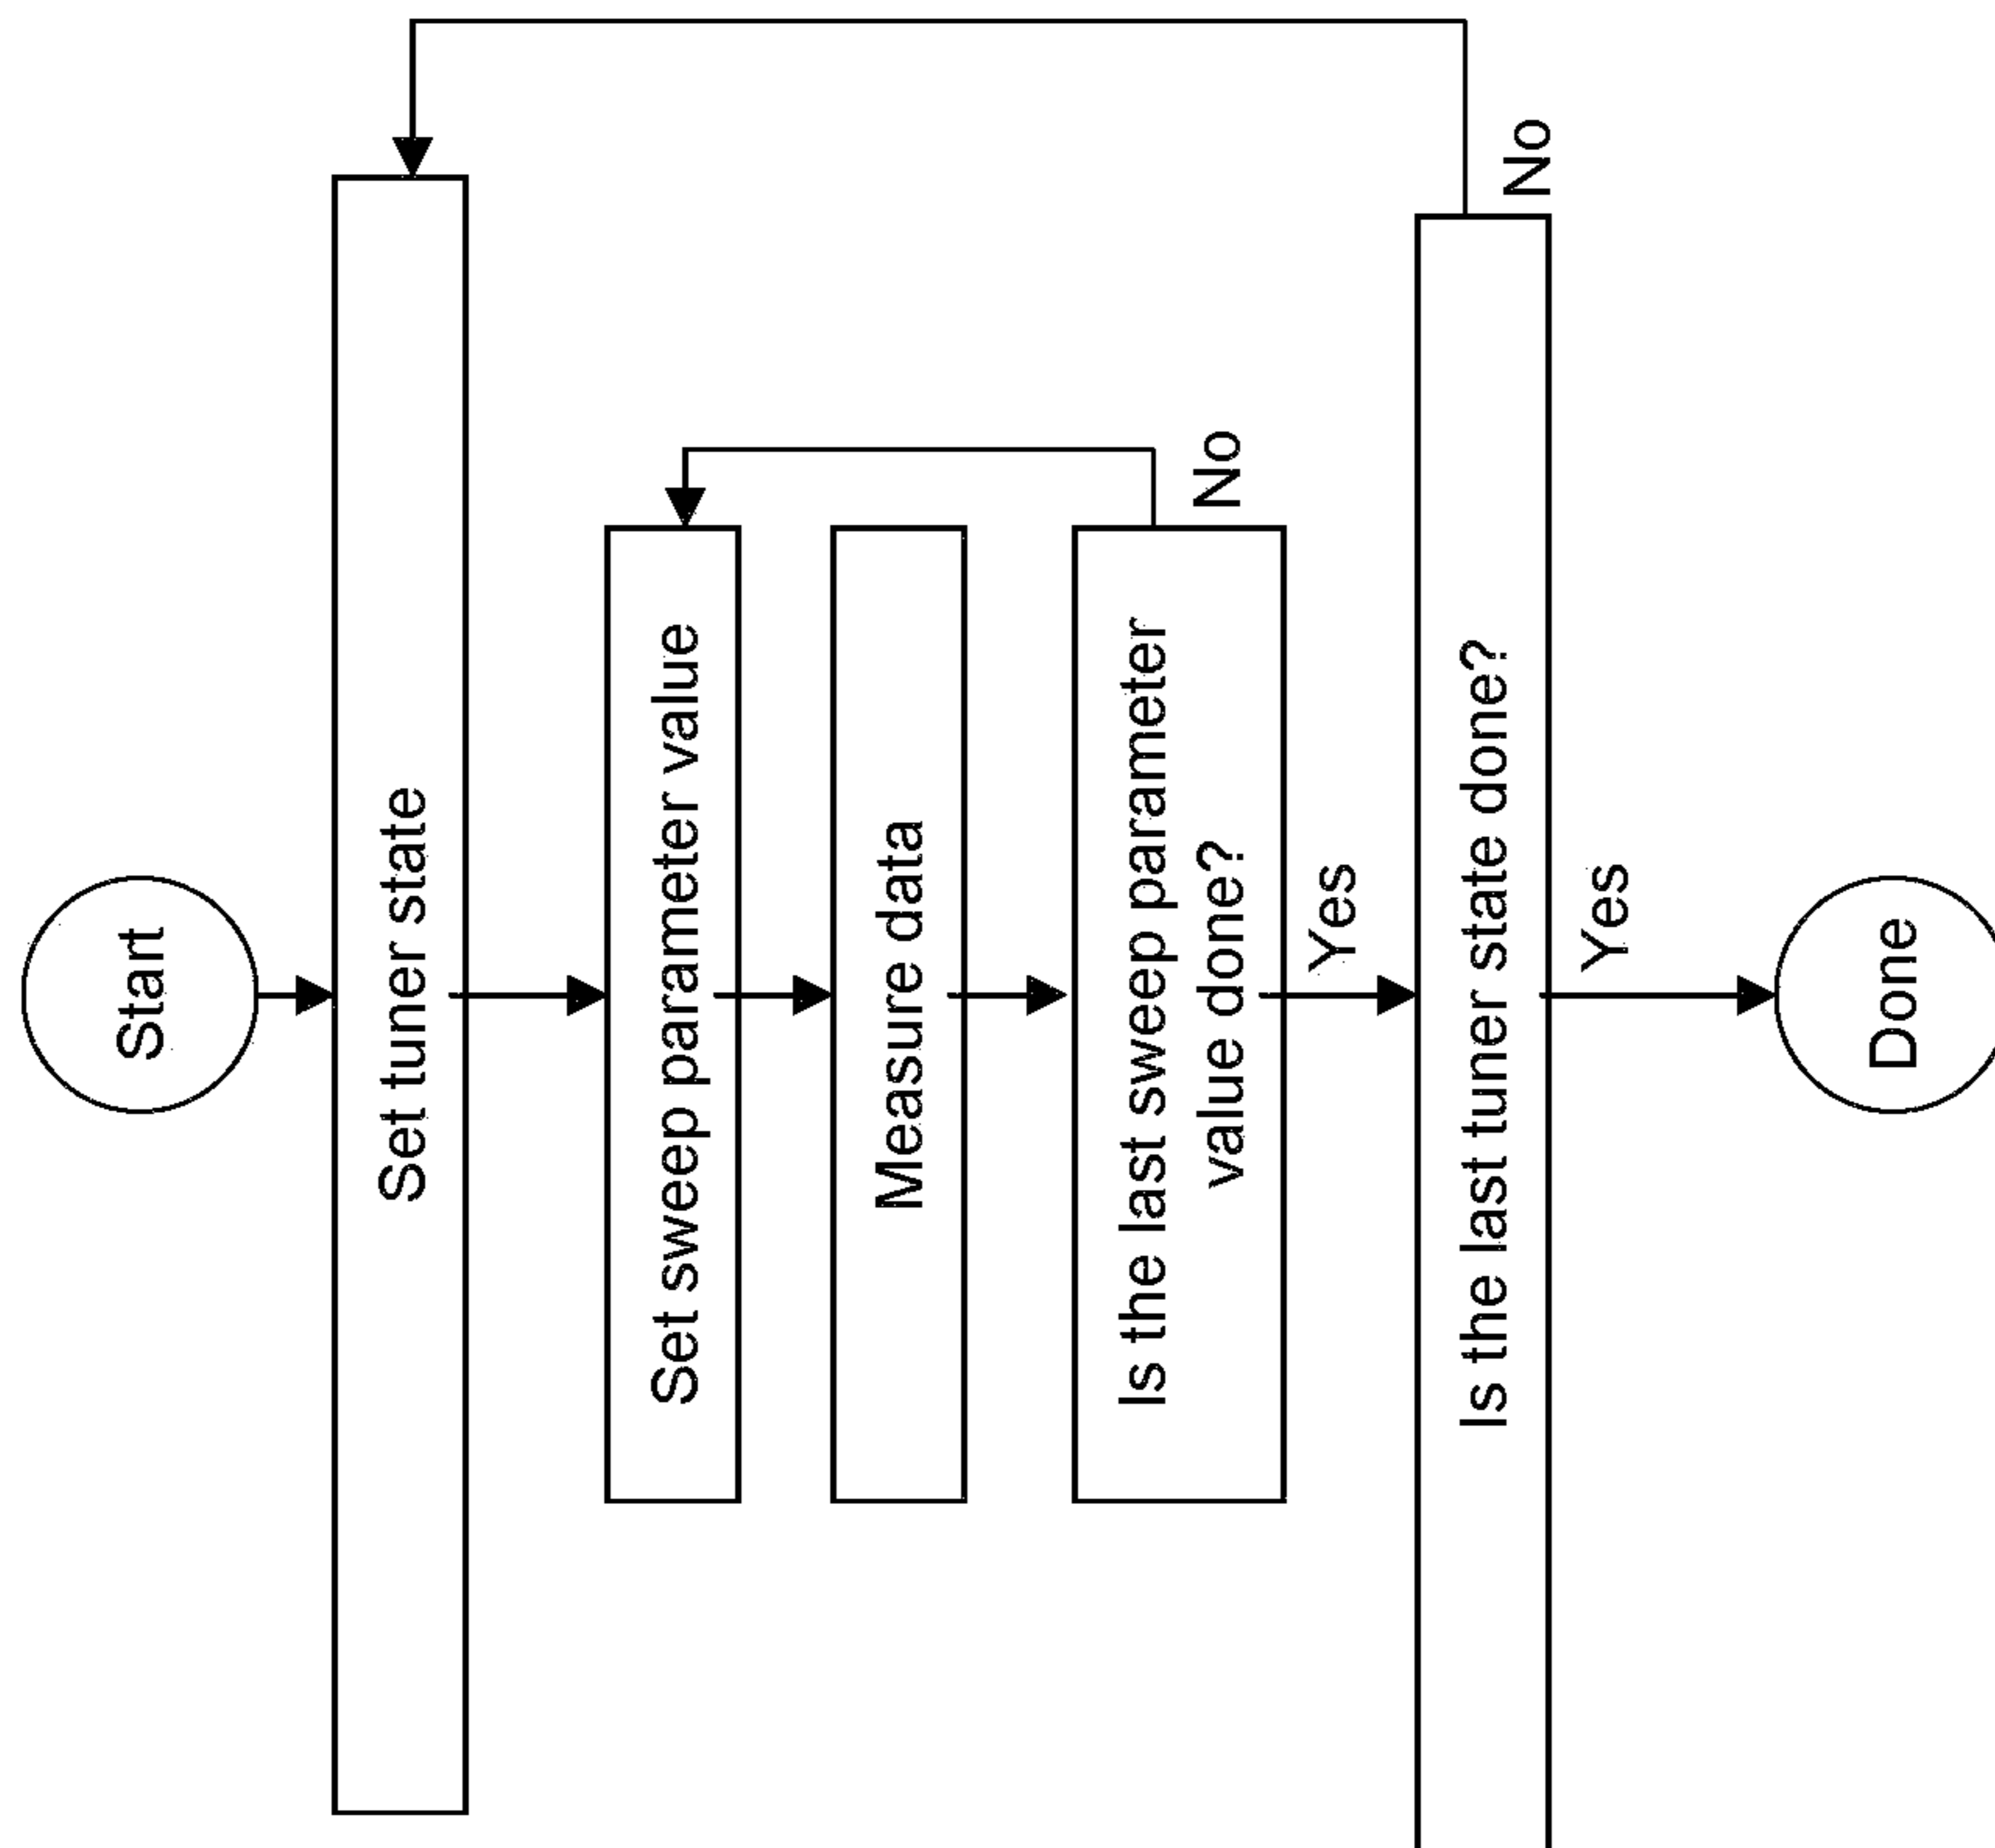 Start
Set tuner state
Set sweep parameter value
Measure data
Is the last sweep parameter
value done?
No
Yes
Is the last tuner state done?
No
Yes
Done